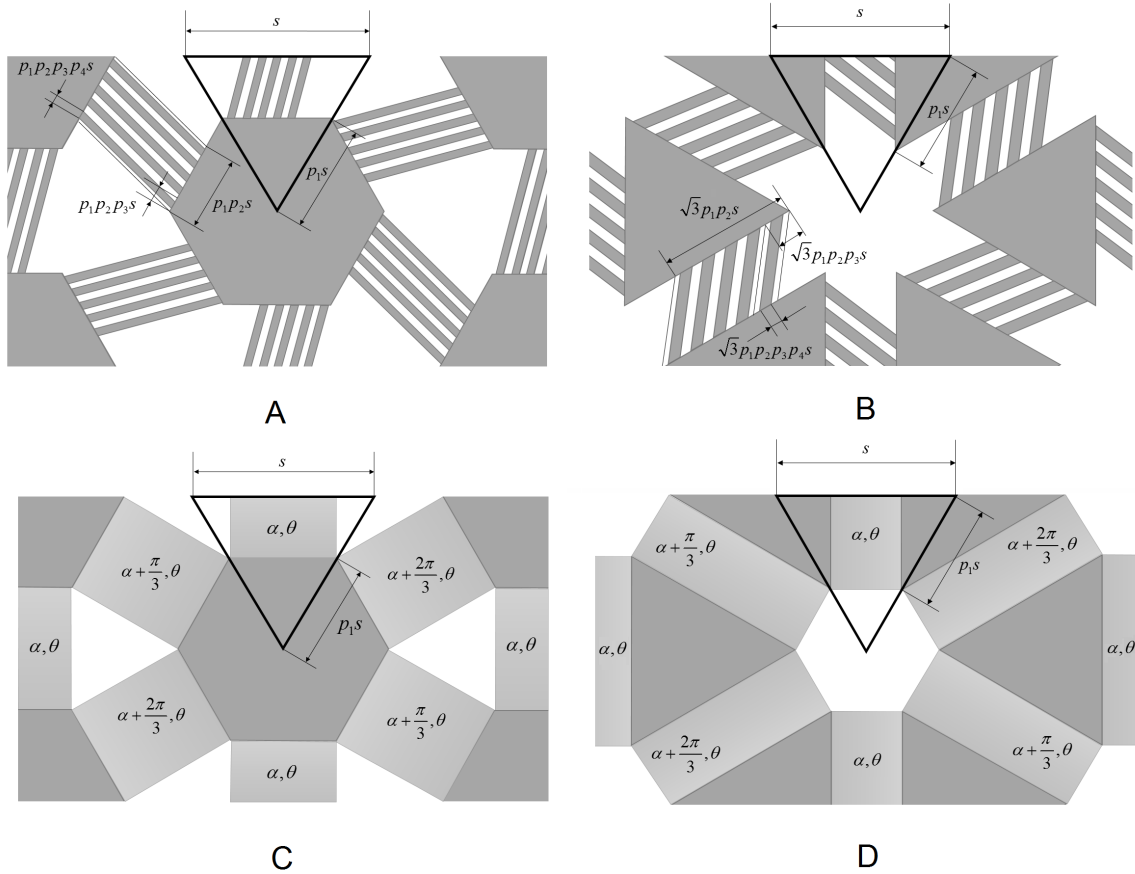 s
s
p₁p₂p₃p₄s
p₁s
p₁s
p₁p₂p₃s
p₁p₂s
√3p₁p₂s
√3p₁p₂p₃s
√3p₁p₂p₃p₄s
A
B
s
s
α,θ
α,θ
α+π/3,θ
α+2π/3,θ
α+π/3,θ
α+2π/3,θ
p₁s
p₁s
α,θ
α,θ
α,θ
α,θ
α+2π/3,θ
α+π/3,θ
α+2π/3,θ
α+π/3,θ
α,θ
α,θ
C
D